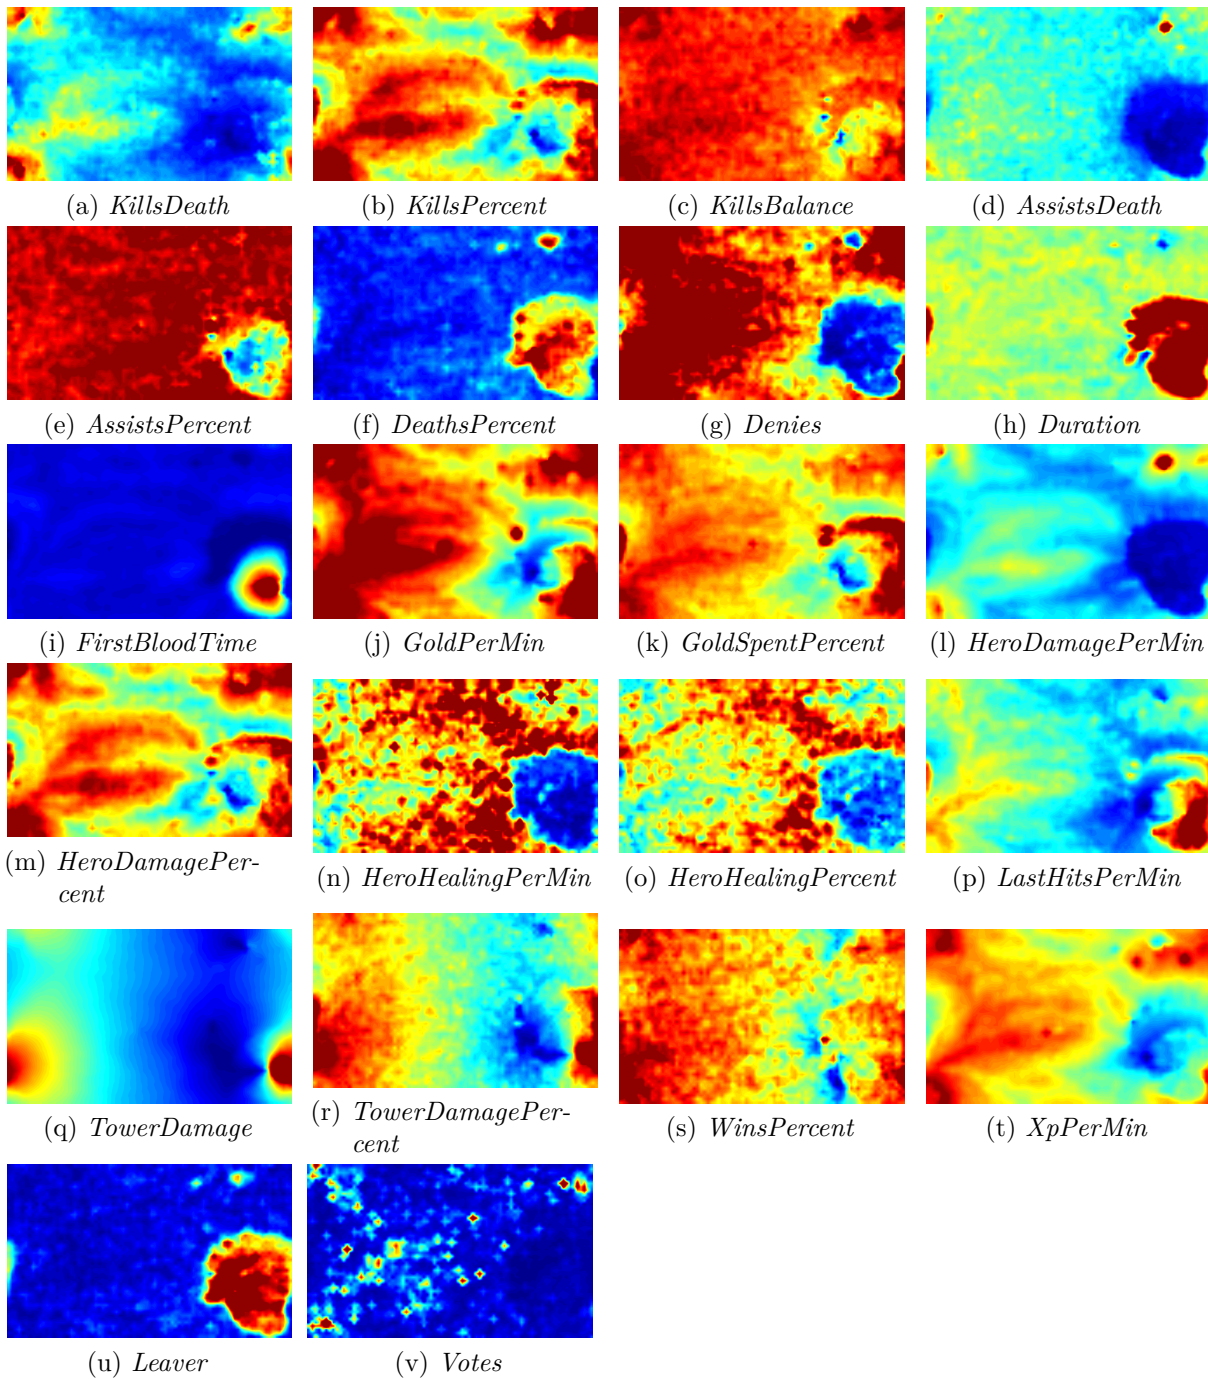 (a) KillsDeath
(b) KillsPercent
(c) KillsBalance
(d) AssistsDeath
(e) AssistsPercent
(f) DeathsPercent
(g) Denies
(h) Duration
(i) FirstBloodTime
(j) GoldPerMin
(k) GoldSpentPercent
(l) HeroDamagePerMin
(m) HeroDamagePer-
cent
(n) HeroHealingPerMin
(o) HeroHealingPercent
(p) LastHitsPerMin
(q) TowerDamage
(r) TowerDamagePer-
cent
(s) WinsPercent
(t) XpPerMin
(u) Leaver
(v) Votes